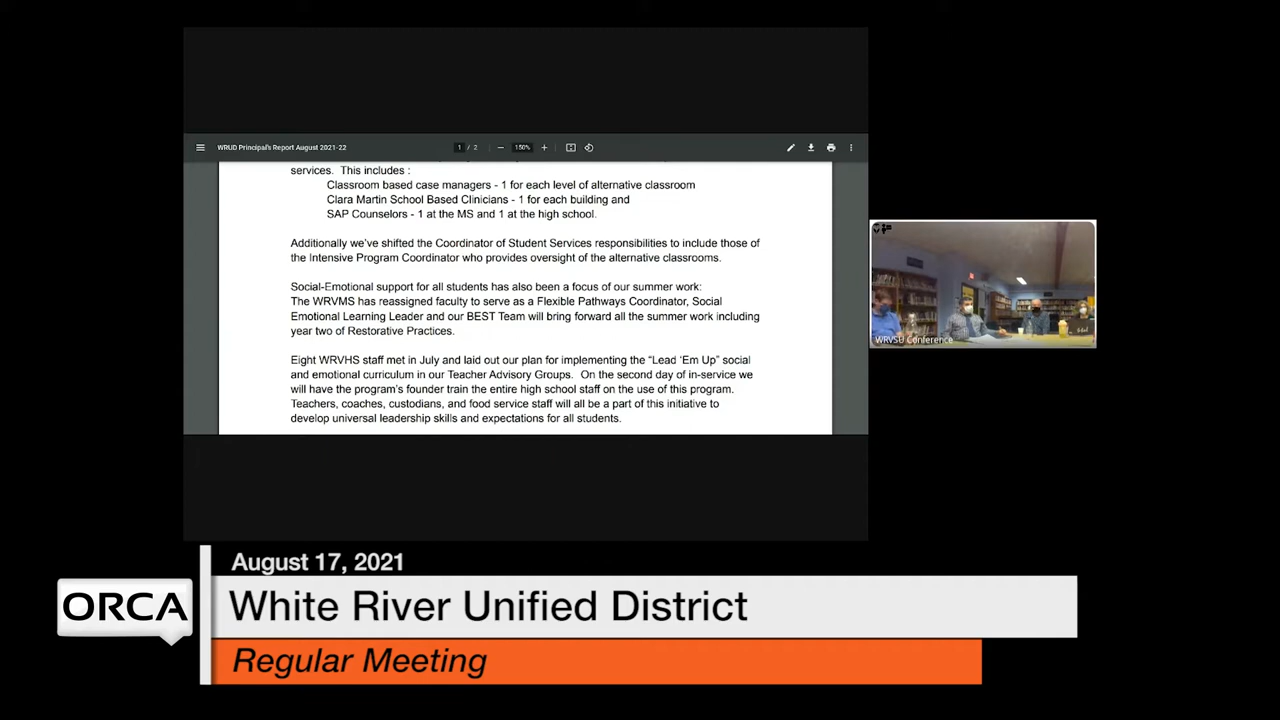 WRUD Principal's Report August 2021-22
1 / 2
150%
services. This includes :
Classroom based case managers - 1 for each level of alternative classroom
Clara Martin School Based Clinicians - 1 for each building and
SAP Counselors - 1 at the MS and 1 at the high school.
Additionally we've shifted the Coordinator of Student Services responsibilities to include those of
the Intensive Program Coordinator who provides oversight of the alternative classrooms.
Social-Emotional support for all students has also been a focus of our summer work:
The WRVMS has reassigned faculty to serve as a Flexible Pathways Coordinator, Social
Emotional Learning Leader and our BEST Team will bring forward all the summer work including
year two of Restorative Practices.
Eight WRVHS staff met in July and laid out our plan for implementing the “Lead ‘Em Up” social
and emotional curriculum in our Teacher Advisory Groups. On the second day of in-service we
will have the program's founder train the entire high school staff on the use of this program.
Teachers, coaches, custodians, and food service staff will all be a part of this initiative to
develop universal leadership skills and expectations for all students.
WRVSU Conference
August 17, 2021
ORCA
White River Unified District
Regular Meeting